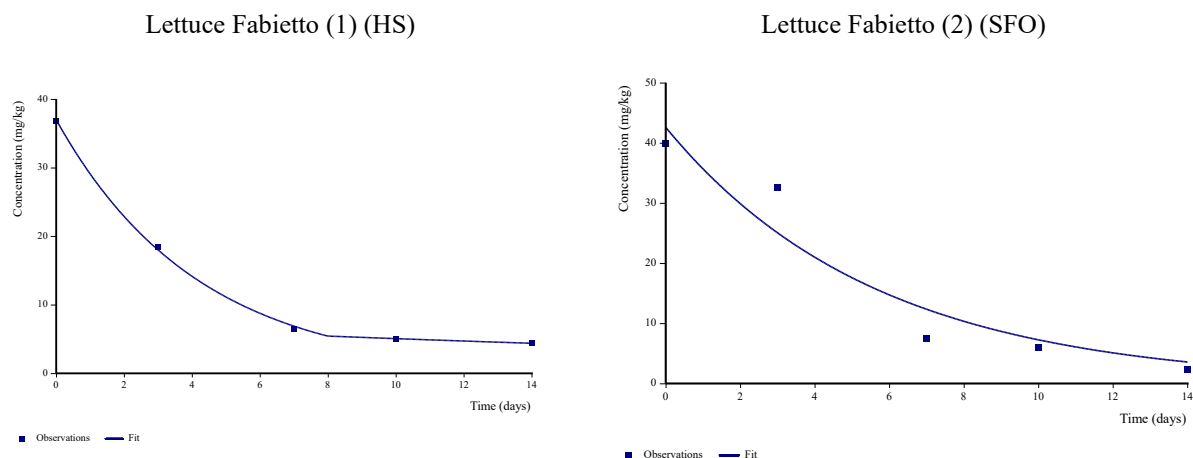 Lettuce Fabietto (1) (HS)
Concentration (mg/kg)
40
30
20
10
0
0 2 4 6 8 10 12 14
Time (days)
Observations Fit
Lettuce Fabietto (2) (SFO)
Concentration (mg/kg)
50
40
30
20
10
0
0 2 4 6 8 10 12 14
Time (days)
Observations Fit